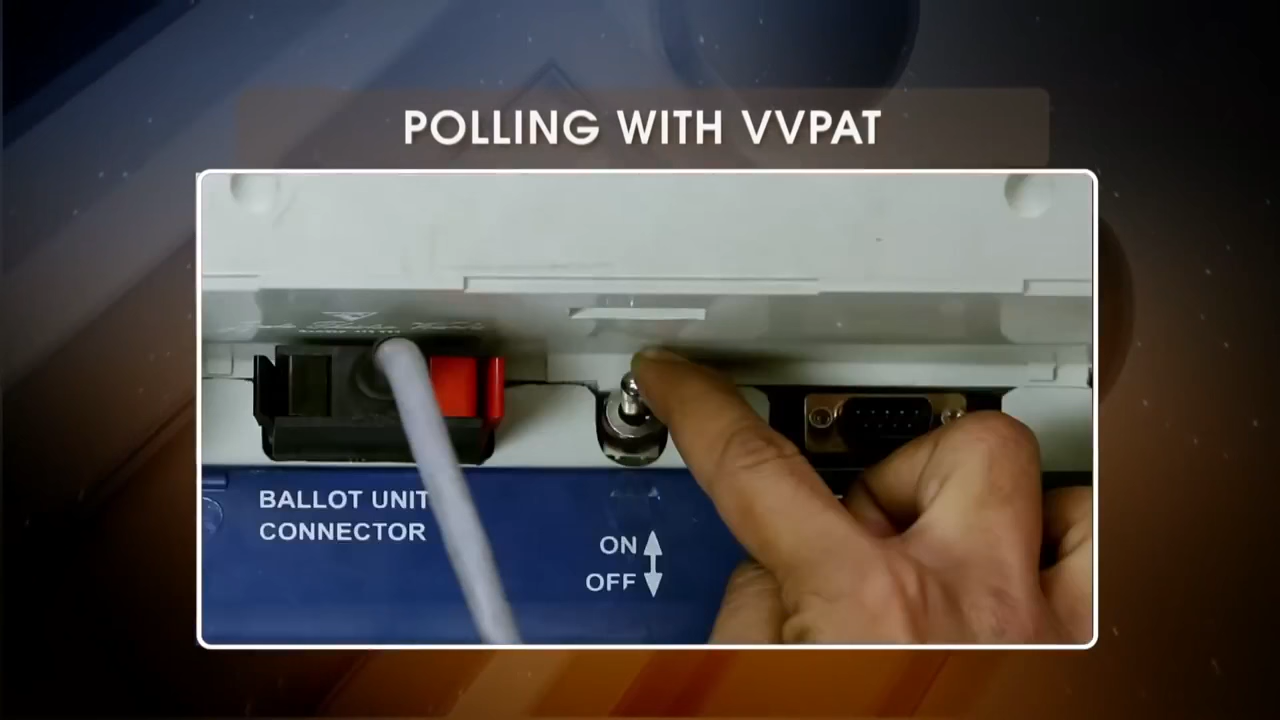 POLLING WITH VVPAT
BALLOT UNIT
CONNECTOR
ON
OFF